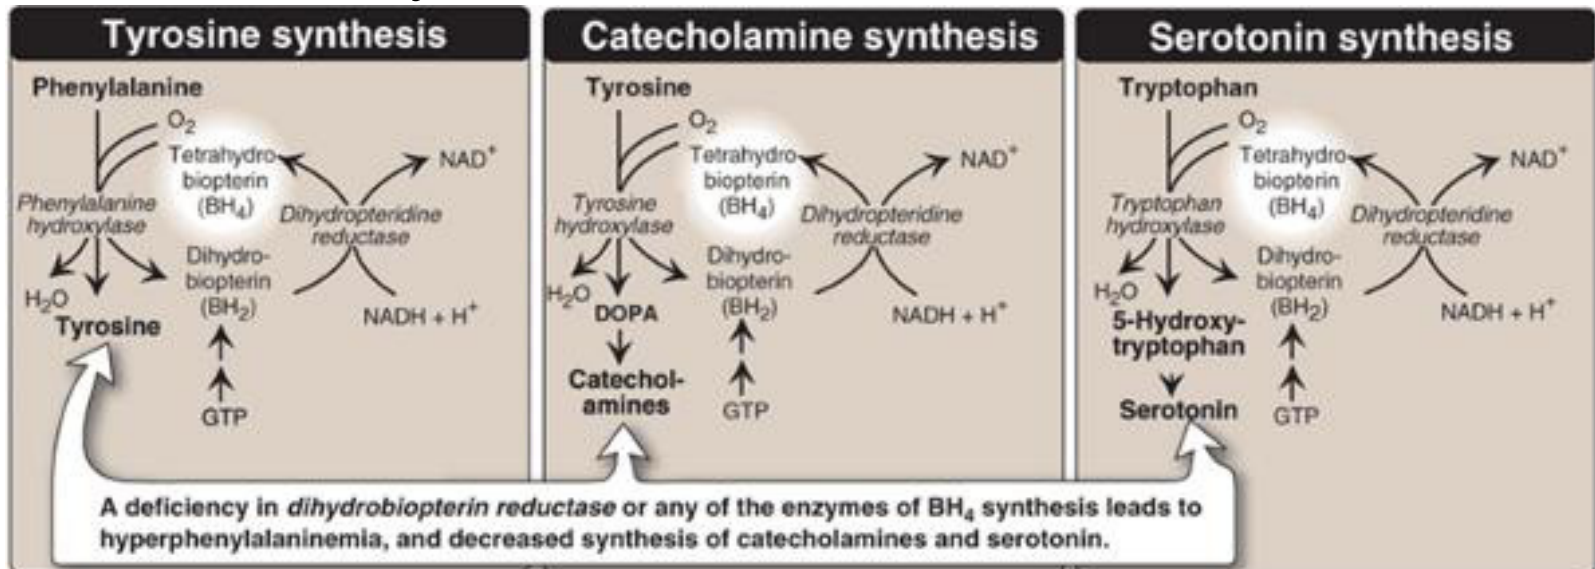 Tyrosine synthesis
Phenylalanine
O2
Tetrahydro
biopterin
(BH4)
NAD+
Phenylalanine
hydroxylase
Dihydropteridine
reductase
Dihydro-
biopterin
(BH2)
H2O
Tyrosine
NADH + H+
GTP
Catecholamine synthesis
Tyrosine
O2
Tetrahydro
biopterin
(BH4)
NAD+
Tyrosine
hydroxylase
Dihydropteridine
reductase
Dihydro-
biopterin
(BH2)
H2O
DOPA
NADH + H+
Catechol-
amines
GTP
Serotonin synthesis
Tryptophan
O2
Tetrahydro
biopterin
(BH4)
NAD+
Tryptophan
hydroxylase
Dihydropteridine
reductase
Dihydro-
biopterin
(BH2)
H2O
5-Hydroxy-
tryptophan
NADH + H+
Serotonin
GTP
A deficiency in dihydrobiopterin reductase or any of the enzymes of BH4 synthesis leads to
hyperphenylalaninemia, and decreased synthesis of catecholamines and serotonin.